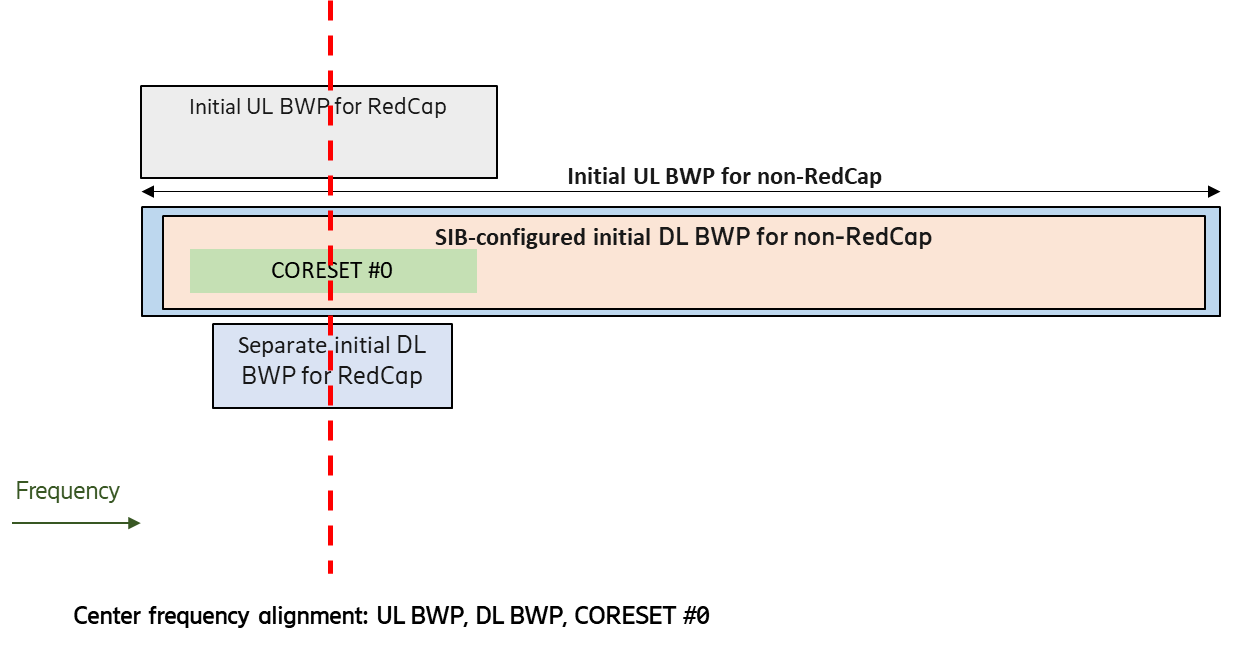 Initial UL BWP for RedCap
Initial UL BWP for non-RedCap
SIB-configured initial DL BWP for non-RedCap
CORESET #0
Separate initial DL
BWP for RedCap
Frequency
Center frequency alignment: UL BWP, DL BWP, CORESET #0